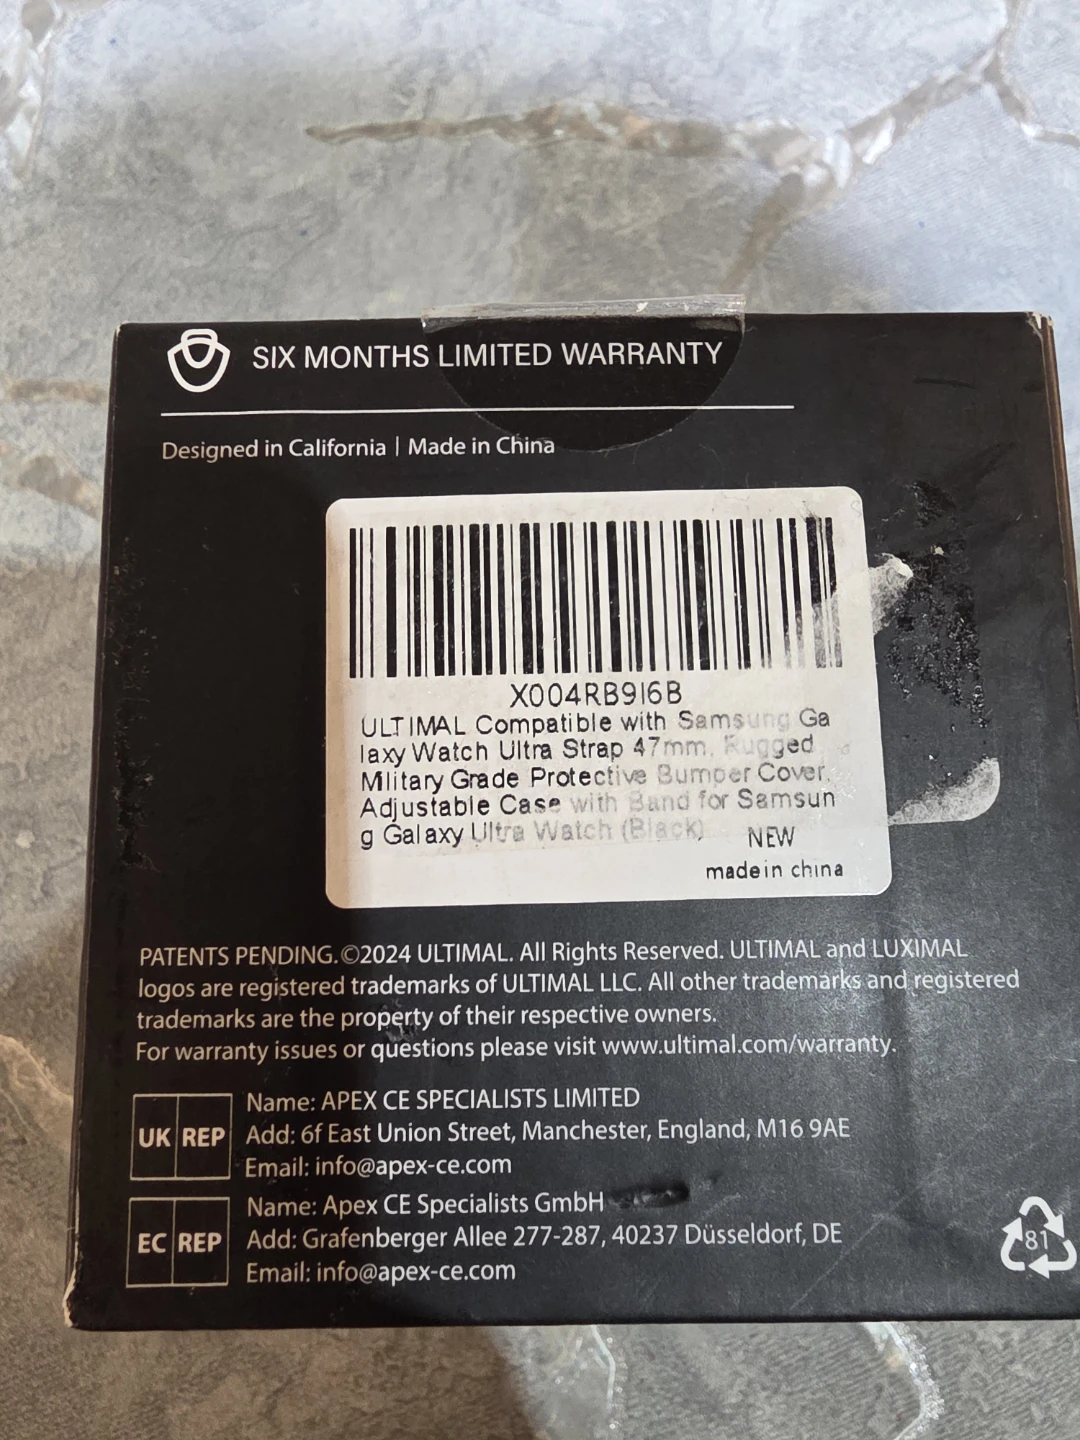 SIX MONTHS LIMITED WARRANTY
Designed in California | Made in China
X004RB9I6B
ULTIMAL Compatible with Samsung Ga
laxy Watch Ultra Strap 47mm, Rugged
Military Grade Protective Bumper Cover,
Adjustable Case with Band for Samsun
g Galaxy Ultra Watch (Black)
NEW
made in china
PATENTS PENDING.©2024 ULTIMAL. All Rights Reserved. ULTIMAL and LUXIMAL
logos are registered trademarks of ULTIMAL LLC. All other trademarks and registered
trademarks are the property of their respective owners.
For warranty issues or questions please visit www.ultimal.com/warranty.
UK REP
Name: APEX CE SPECIALISTS LIMITED
Add: 6f East Union Street, Manchester, England, M16 9AE
Email: info@apex-ce.com
EC REP
Name: Apex CE Specialists GmbH
Add: Grafenberger Allee 277-287, 40237 Düsseldorf, DE
Email: info@apex-ce.com
81